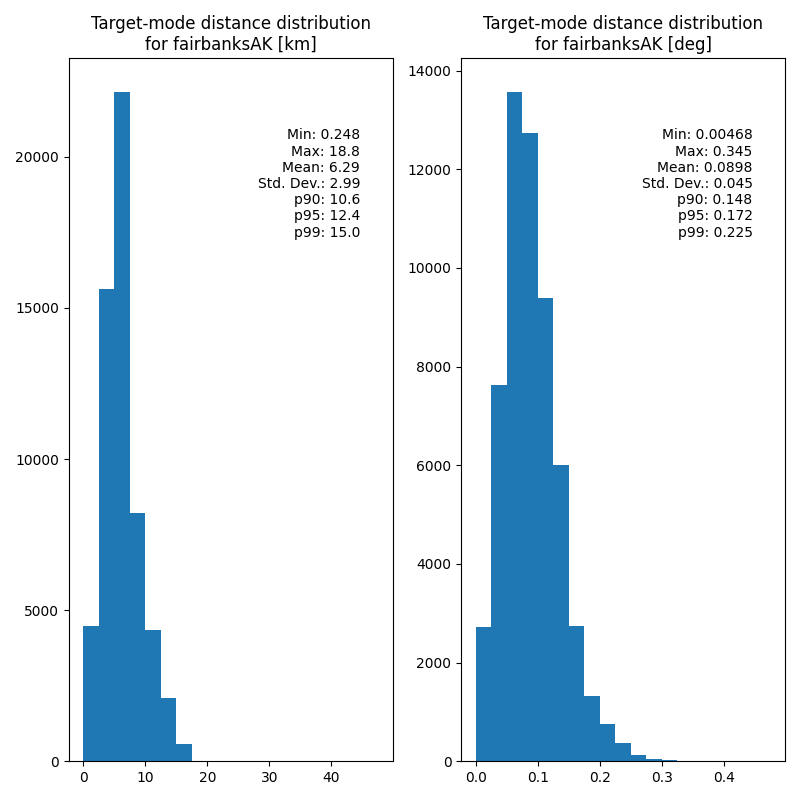 Target-mode distance distribution
for fairbanksAK [km]
20000
15000
10000
5000
0
0 10 20 30 40
Min: 0.248
Max: 18.8
Mean: 6.29
Std. Dev.: 2.99
p90: 10.6
p95: 12.4
p99: 15.0
Target-mode distance distribution
for fairbanksAK [deg]
14000
12000
10000
8000
6000
4000
2000
0
0.0 0.1 0.2 0.3 0.4
Min: 0.00468
Max: 0.345
Mean: 0.0898
Std. Dev.: 0.045
p90: 0.148
p95: 0.172
p99: 0.225